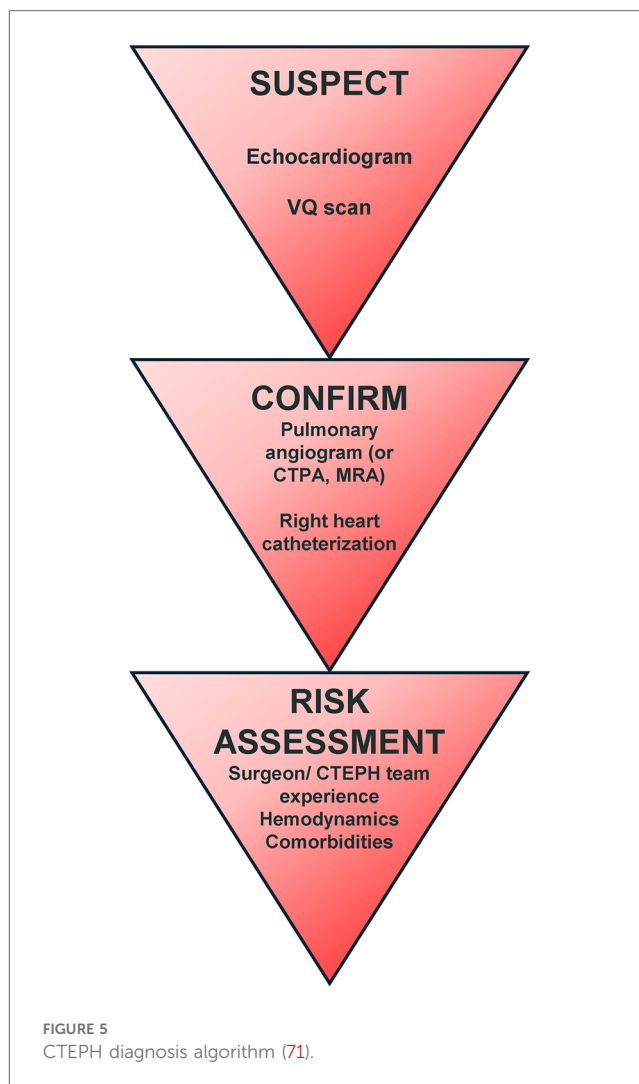 SUSPECT
Echocardiogram
VQ scan
CONFIRM
Pulmonary
angiogram (or
CTPA, MRA)
Right heart
catheterization
RISK
ASSESSMENT
Surgeon/ CTEPH team
experience
Hemodynamics
Comorbidities
FIGURE 5
CTEPH diagnosis algorithm (71).